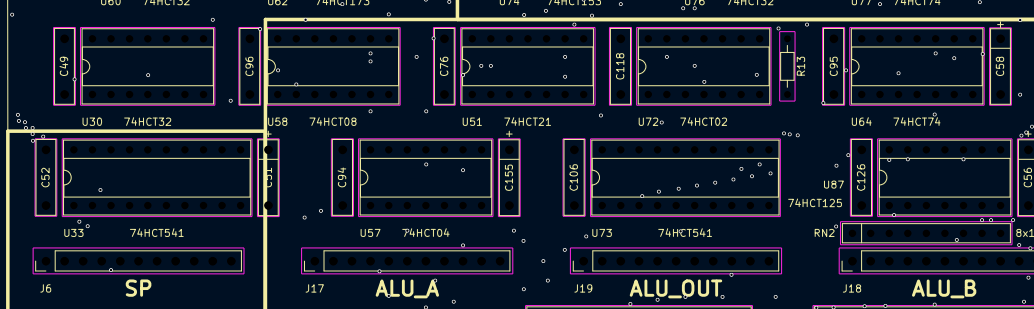 U60 74HCT32 U62 74HCT173 U74 74HCT153 U76 74HCT32 U77 74HCT74
C49 C96 C76 C118 R13 C95 + C58
U30 74HCT32 U58 74HCT08 U51 74HCT21 U72 74HCT02 U64 74HCT74
C52 + C51 C94 + C155 C106 C126 + C56
U87
74HCT125
U33 74HCT541 U57 74HCT04 U73 74HCT541 RN2 8x1
J6 SP J17 ALU_A J19 ALU_OUT J18 ALU_B